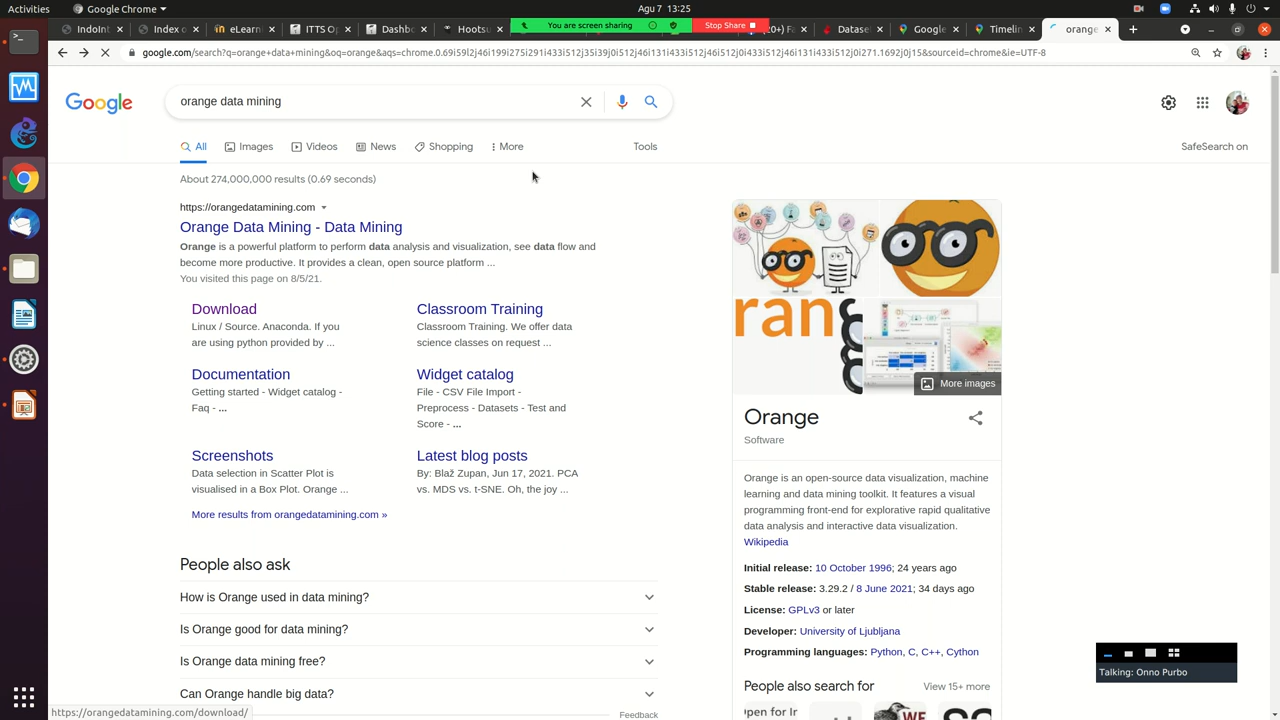 Google Chrome
Agu 7 13:25
IndoInt
Index o
eLearni
ITTS Op
Dashbo
Hootsu
You are screen sharing
Stop Share
(20+) Fa
Dataset
Google
Timelin
orange
google.com/search?q=orange+data+mining&oq=orange&aqs=chrome.0.69i59l2j46i199i275i291i433i512j35i39j0i512j46i131i433i512j46i512j0i512j46i131i433i512j0i271.1692j0j15&sourceid=chrome&ie=UTF-8
Google
orange data mining
All
Images
Videos
News
Shopping
More
Tools
SafeSearch on
About 274,000,000 results (0.69 seconds)
https://orangedatamining.com
Orange Data Mining - Data Mining
Orange is a powerful platform to perform data analysis and visualization, see data flow and
become more productive. It provides a clean, open source platform ...
You visited this page on 8/5/21.
Download
Linux / Source. Anaconda. If you
are using python provided by ...
Classroom Training
Classroom Training. We offer data
science classes on request ...
Documentation
Getting started - Widget catalog -
Faq - ...
Widget catalog
File - CSV File Import -
Preprocess - Datasets - Test and
Score - ...
Screenshots
Data selection in Scatter Plot is
visualised in a Box Plot. Orange ...
Latest blog posts
By: Blaž Zupan, Jun 17, 2021. PCA
vs. MDS vs. t-SNE. Oh, the joy ...
More results from orangedatamining.com »
People also ask
How is Orange used in data mining?
Is Orange good for data mining?
Is Orange data mining free?
Can Orange handle big data?
Feedback
https://orangedatamining.com/download/
ran
More images
Orange
Software
Orange is an open-source data visualization, machine
learning and data mining toolkit. It features a visual
programming front-end for explorative rapid qualitative
data analysis and interactive data visualization.
Wikipedia
Initial release: 10 October 1996; 24 years ago
Stable release: 3.29.2 / 8 June 2021; 34 days ago
License: GPLv3 or later
Developer: University of Ljubljana
Programming languages: Python, C, C++, Cython
People also search for
View 15+ more
Talking: Onno Purbo